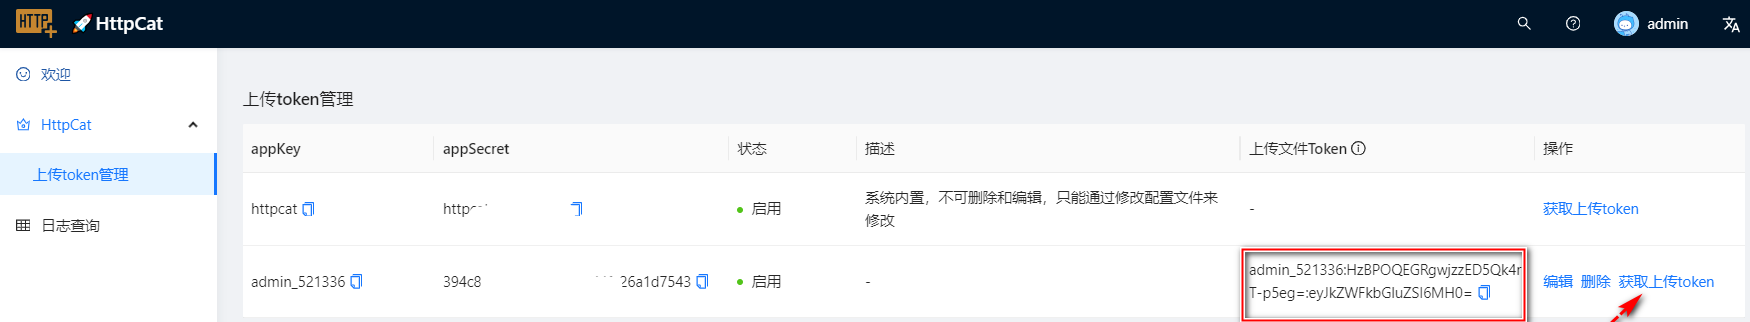 HTTP+
HttpCat
admin
欢迎
HttpCat
上传token管理
日志查询
上传token管理
appKey appSecret 状态 描述 上传文件Token 操作
httpcat 启用 系统内置，不可删除和编辑，只能通过修改配置文件来 - 获取上传token
修改
admin_521336 394c8 26a1d7543 启用 - admin_521336:HzBPOQEGRgwjzzED5Qk4r 编辑 删除 获取上传token
T-p5eg=:eyJkZWFkbGluZSI6MH0=